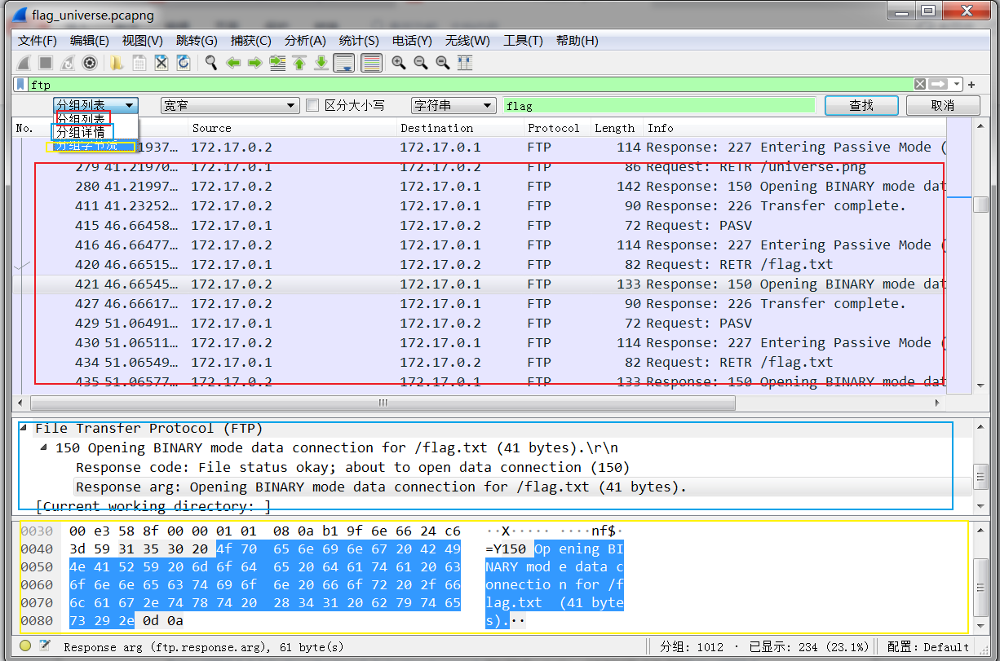 flag_universe.pcapng
文件(F) 编辑(E) 视图(V) 跳转(G) 捕获(C) 分析(A) 统计(S) 电话(Y) 无线(W) 工具(T) 帮助(H)
ftp
分组列表 宽窄 区分大小写 字符串 flag 查找 取消
分组列表
分组详情
分组字节流
No. Source Destination Protocol Length Info
1937… 172.17.0.2 172.17.0.1 FTP 114 Response: 227 Entering Passive Mode (
279 41.21970… 172.17.0.1 172.17.0.2 FTP 86 Request: RETR /universe.png
280 41.21997… 172.17.0.2 172.17.0.1 FTP 142 Response: 150 Opening BINARY mode dat
411 41.23252… 172.17.0.2 172.17.0.1 FTP 90 Response: 226 Transfer complete.
415 46.66458… 172.17.0.1 172.17.0.2 FTP 72 Request: PASV
416 46.66477… 172.17.0.2 172.17.0.1 FTP 114 Response: 227 Entering Passive Mode (
420 46.66515… 172.17.0.1 172.17.0.2 FTP 82 Request: RETR /flag.txt
421 46.66545… 172.17.0.2 172.17.0.1 FTP 133 Response: 150 Opening BINARY mode dat
427 46.66617… 172.17.0.2 172.17.0.1 FTP 90 Response: 226 Transfer complete.
429 51.06491… 172.17.0.1 172.17.0.2 FTP 72 Request: PASV
430 51.06511… 172.17.0.2 172.17.0.1 FTP 114 Response: 227 Entering Passive Mode (
434 51.06549… 172.17.0.1 172.17.0.2 FTP 82 Request: RETR /flag.txt
435 51.06577… 172.17.0.2 172.17.0.1 FTP 133 Response: 150 Opening BINARY mode dat
File Transfer Protocol (FTP)
150 Opening BINARY mode data connection for /flag.txt (41 bytes).\r\n
Response code: File status okay; about to open data connection (150)
Response arg: Opening BINARY mode data connection for /flag.txt (41 bytes).
[Current working directory: ]
0030 00 e3 58 8f 00 00 01 01 08 0a b1 9f 6e 66 24 c6 ··X····· ····nf$·
0040 3d 59 31 35 30 20 4f 70 65 6e 69 6e 67 20 42 49 =Y150 Op ening BI
0050 4e 41 52 59 20 6d 6f 64 65 20 64 61 74 61 20 63 NARY mod e data c
0060 6f 6e 6e 65 63 74 69 6f 6e 20 66 6f 72 20 2f 66 onnectio n for /f
0070 6c 61 67 2e 74 78 74 20 28 34 31 20 62 79 74 65 lag.txt (41 byte
0080 73 29 2e 0d 0a s).··
Response arg (ftp.response.arg), 61 byte(s) 分组: 1012 · 已显示: 234 (23.1%) 配置: Default